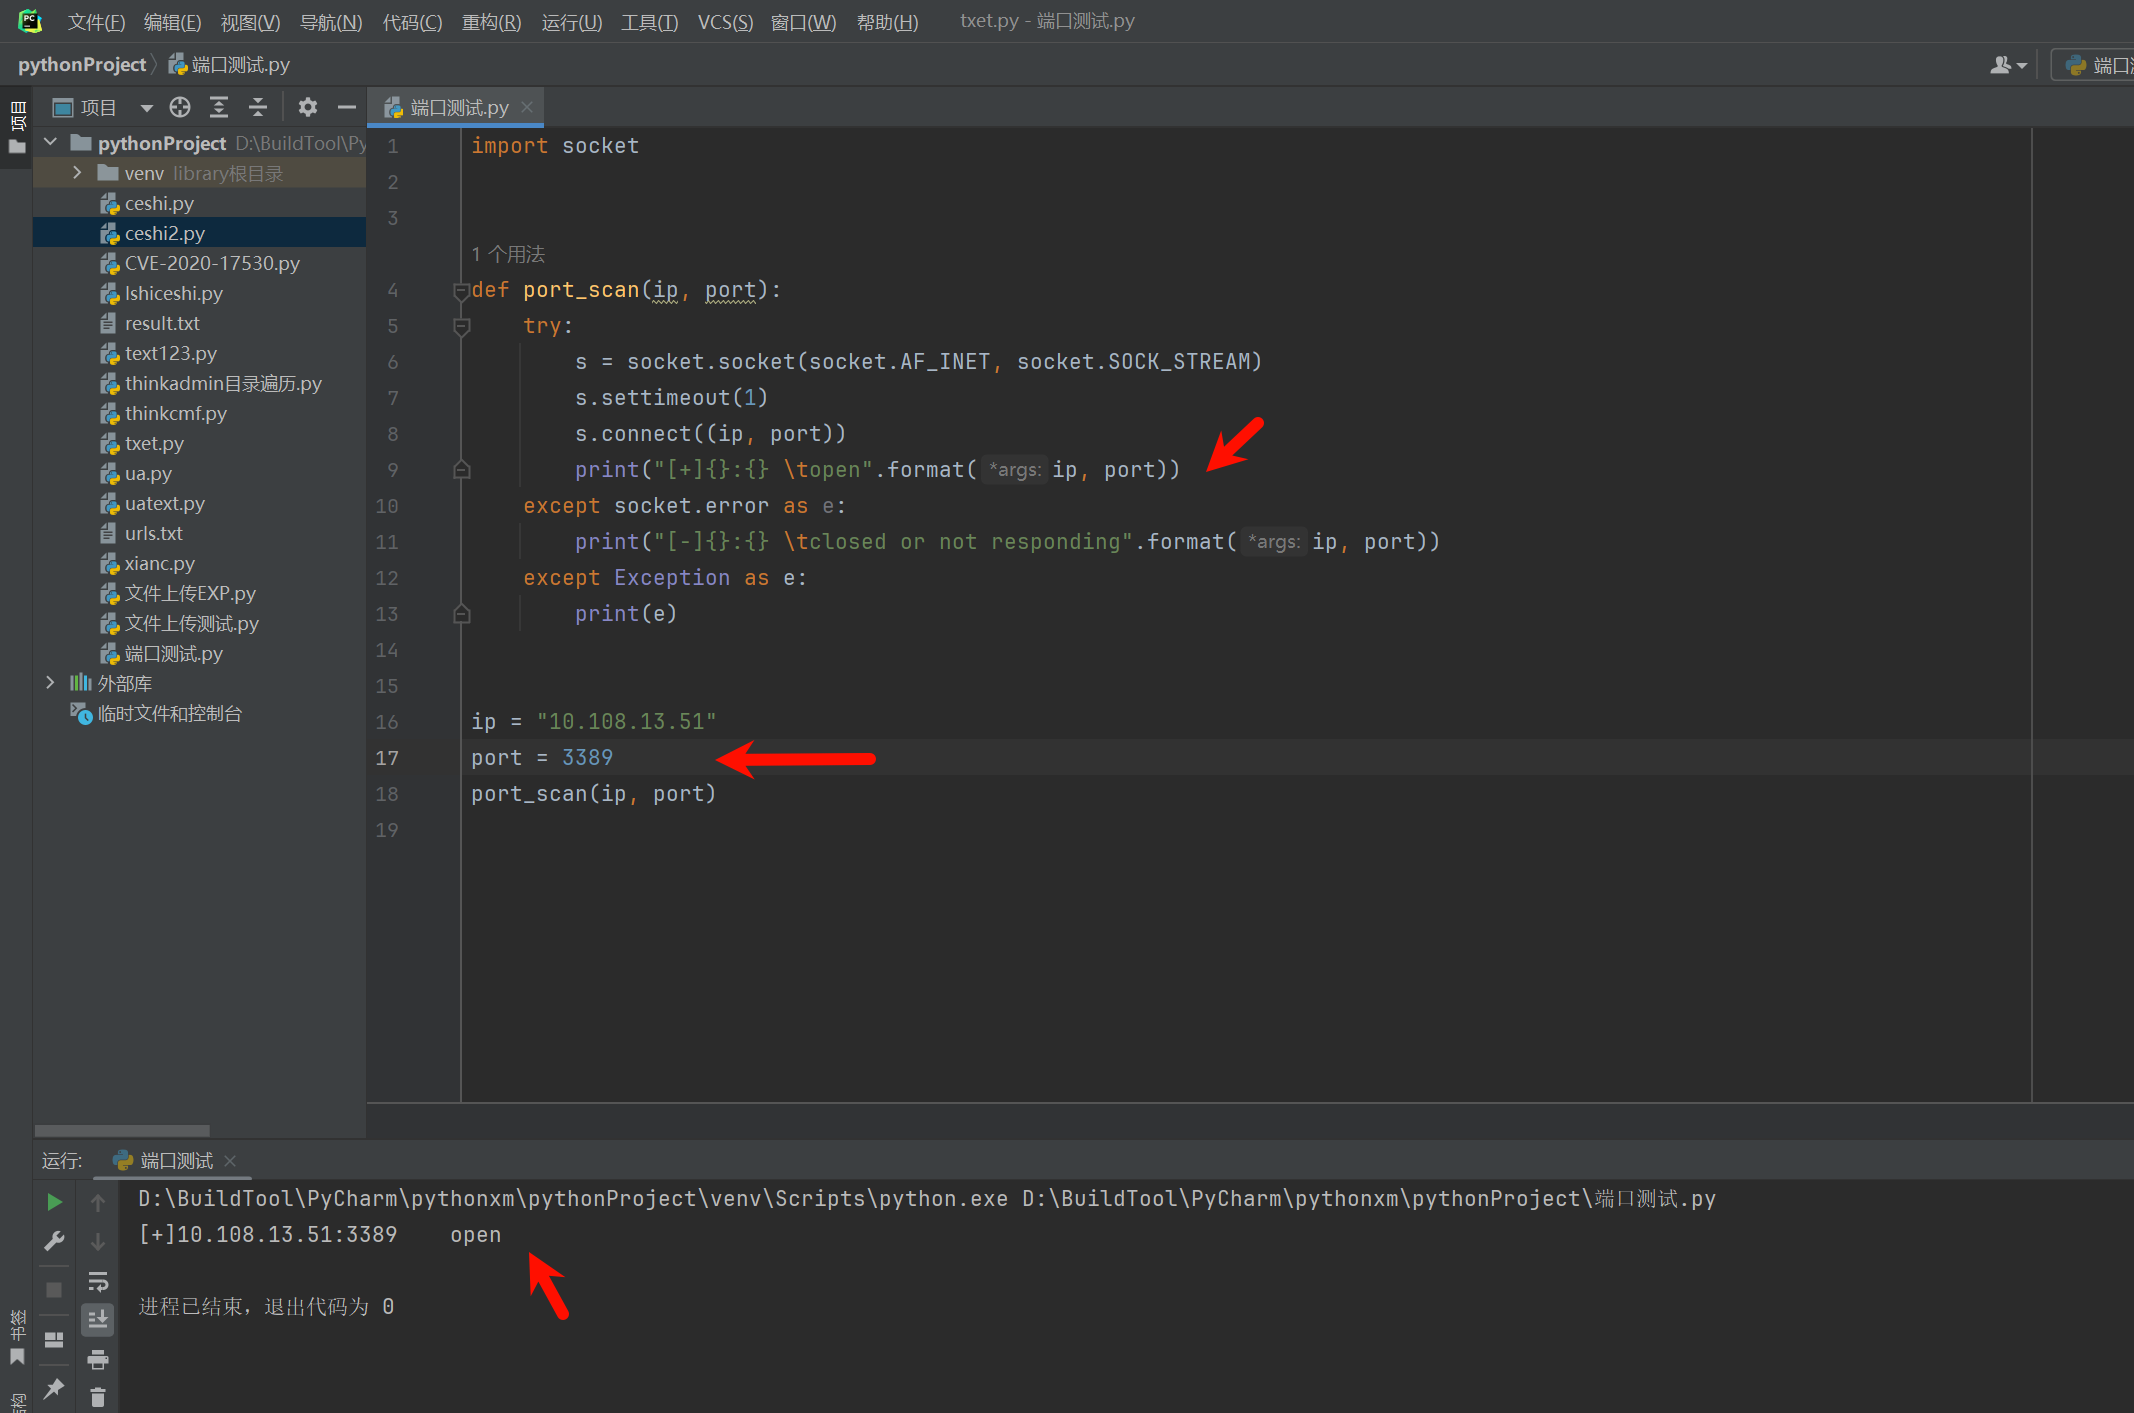 文件(F) 编辑(E) 视图(V) 导航(N) 代码(C) 重构(R) 运行(U) 工具(T) VCS(S) 窗口(W) 帮助(H) txet.py - 端口测试.py
pythonProject 端口测试.py
端口测
项目
项目
端口测试.py
pythonProject D:\BuildTool\Py
venv library根目录
ceshi.py
ceshi2.py
CVE-2020-17530.py
lshiceshi.py
result.txt
text123.py
thinkadmin目录遍历.py
thinkcmf.py
txet.py
ua.py
uatext.py
urls.txt
xianc.py
文件上传EXP.py
文件上传测试.py
端口测试.py
外部库
临时文件和控制台
1 import socket
2
3
1 个用法
4 def port_scan(ip, port):
5 try:
6 s = socket.socket(socket.AF_INET, socket.SOCK_STREAM)
7 s.settimeout(1)
8 s.connect((ip, port))
9 print("[+]{}:{} \topen".format( *args: ip, port))
10 except socket.error as e:
11 print("[-]{}:{} \tclosed or not responding".format( *args: ip, port))
12 except Exception as e:
13 print(e)
14
15
16 ip = "10.108.13.51"
17 port = 3389
18 port_scan(ip, port)
19
运行: 端口测试
D:\BuildTool\PyCharm\pythonxm\pythonProject\venv\Scripts\python.exe D:\BuildTool\PyCharm\pythonxm\pythonProject\端口测试.py
[+]10.108.13.51:3389 open
进程已结束，退出代码为 0
书签